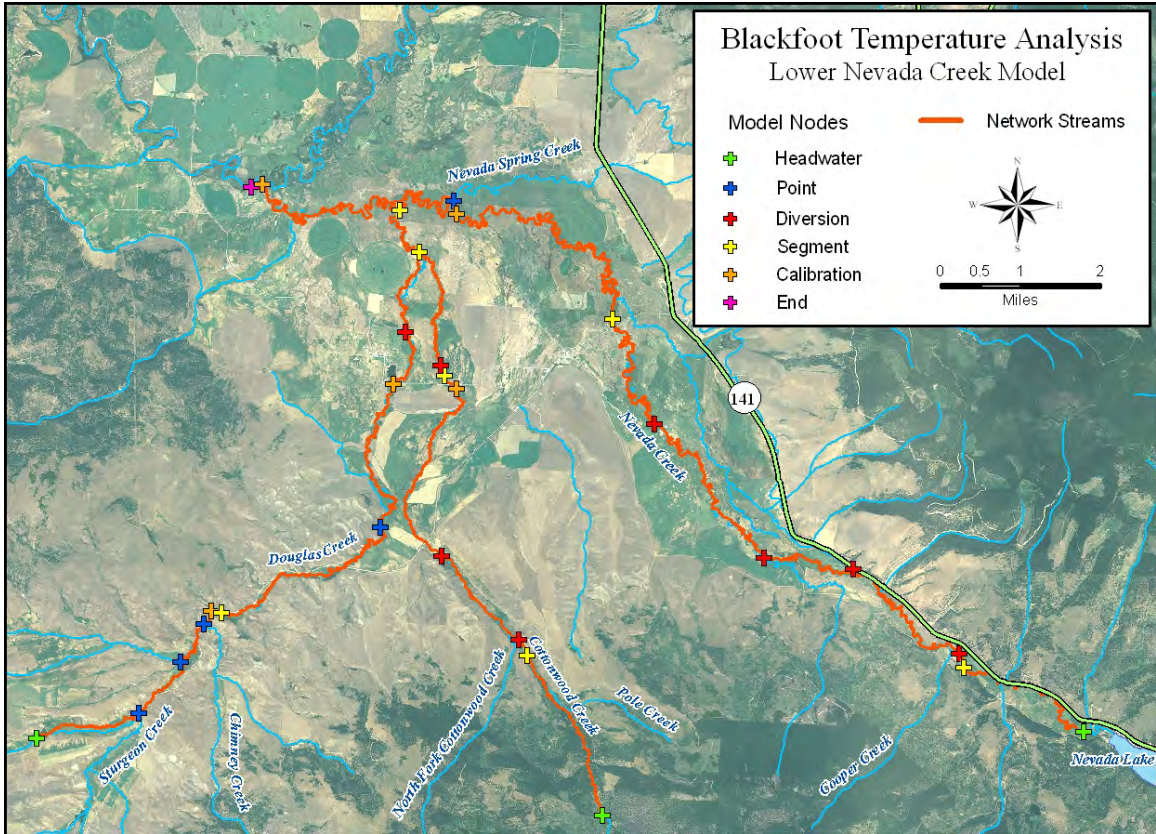 Blackfoot Temperature Analysis
Lower Nevada Creek Model
Model Nodes
Network Streams
Headwater
Point
Diversion
Segment
Calibration
End
N
W E
S
0 0.5 1 2
Miles
Nevada Spring Creek
141
Nevada Creek
Douglas Creek
Cottonwood Creek
North Fork Cottonwood Creek
Pole Creek
Sturgeon Creek
Chimney Creek
Cooper Creek
Nevada Lake